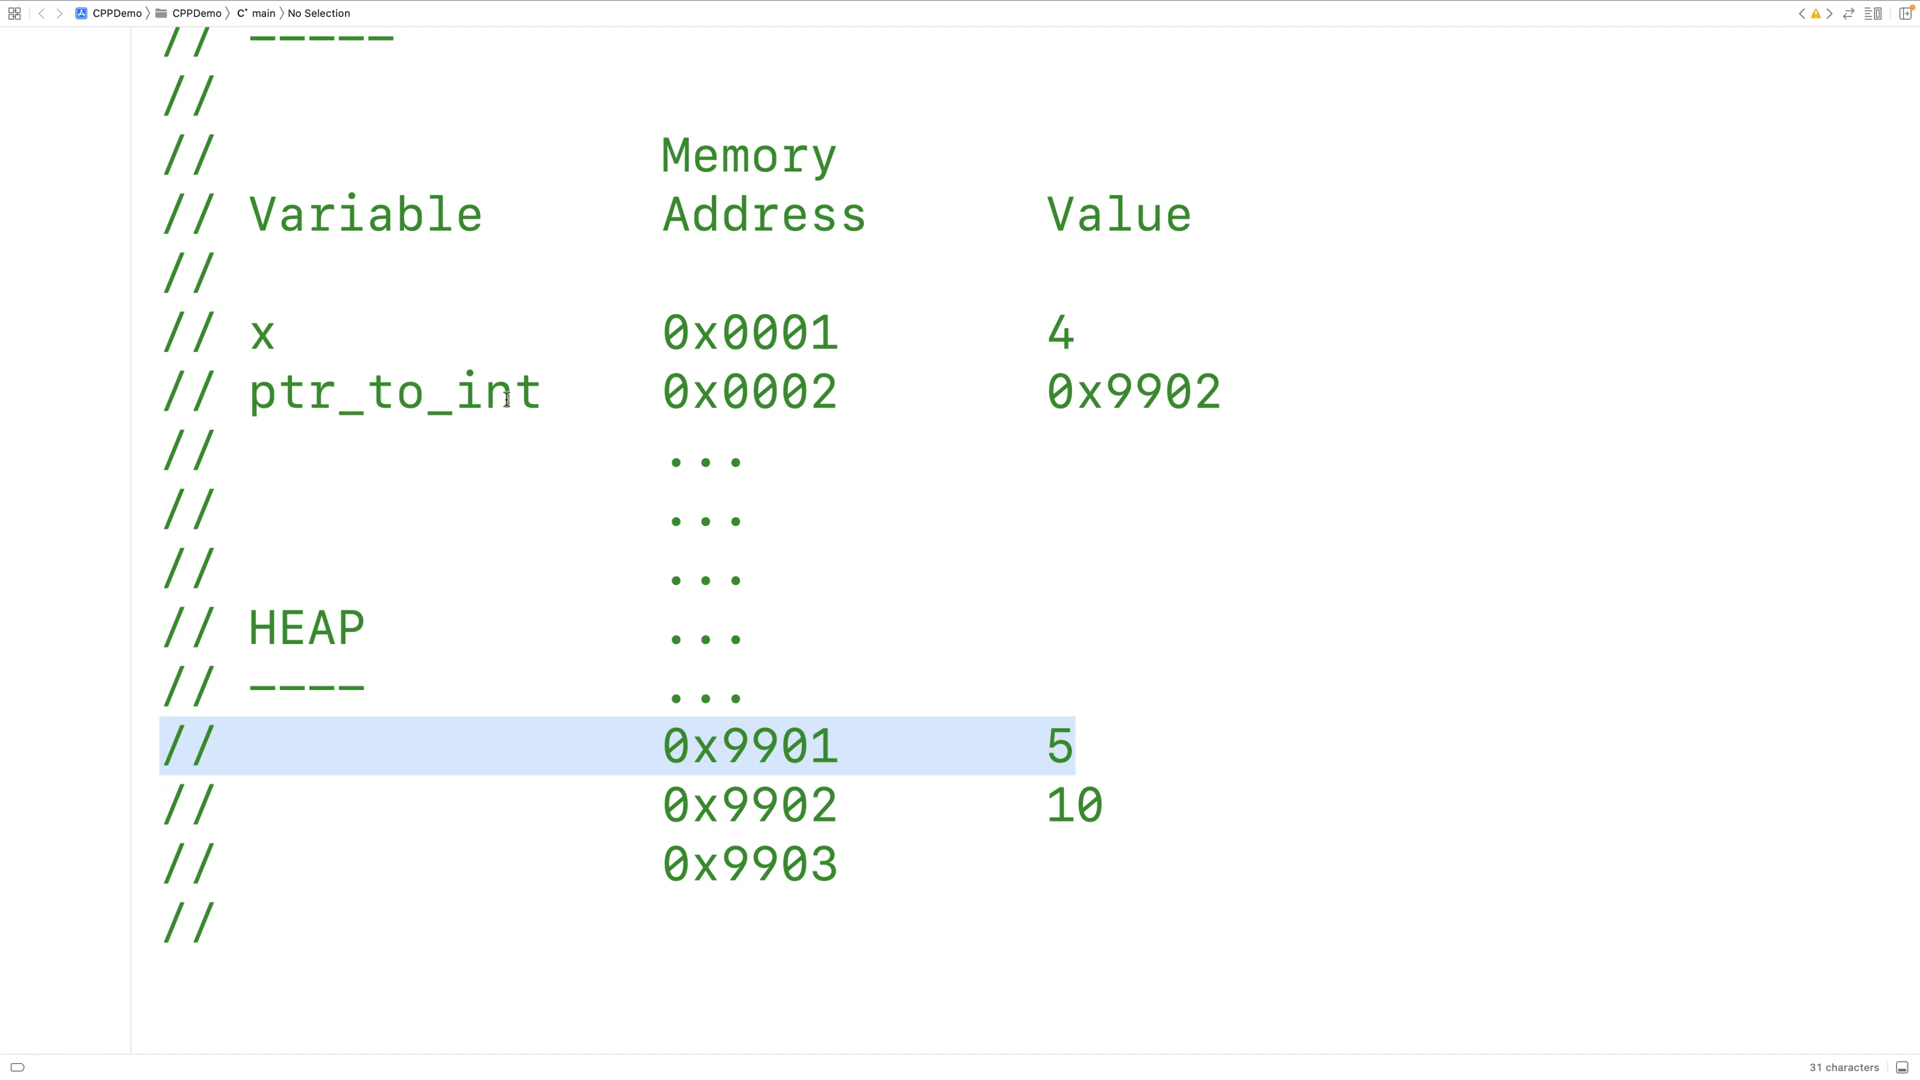 CPPDemo 〉 CPPDemo 〉 C+ main 〉 No Selection
// -----
//
// Memory
// Variable Address Value
//
// x 0x0001 4
// ptr_to_int 0x0002 0x9902
// ...
// ...
// ...
// HEAP ...
// ---- ...
// 0x9901 5
// 0x9902 10
// 0x9903
//
31 characters